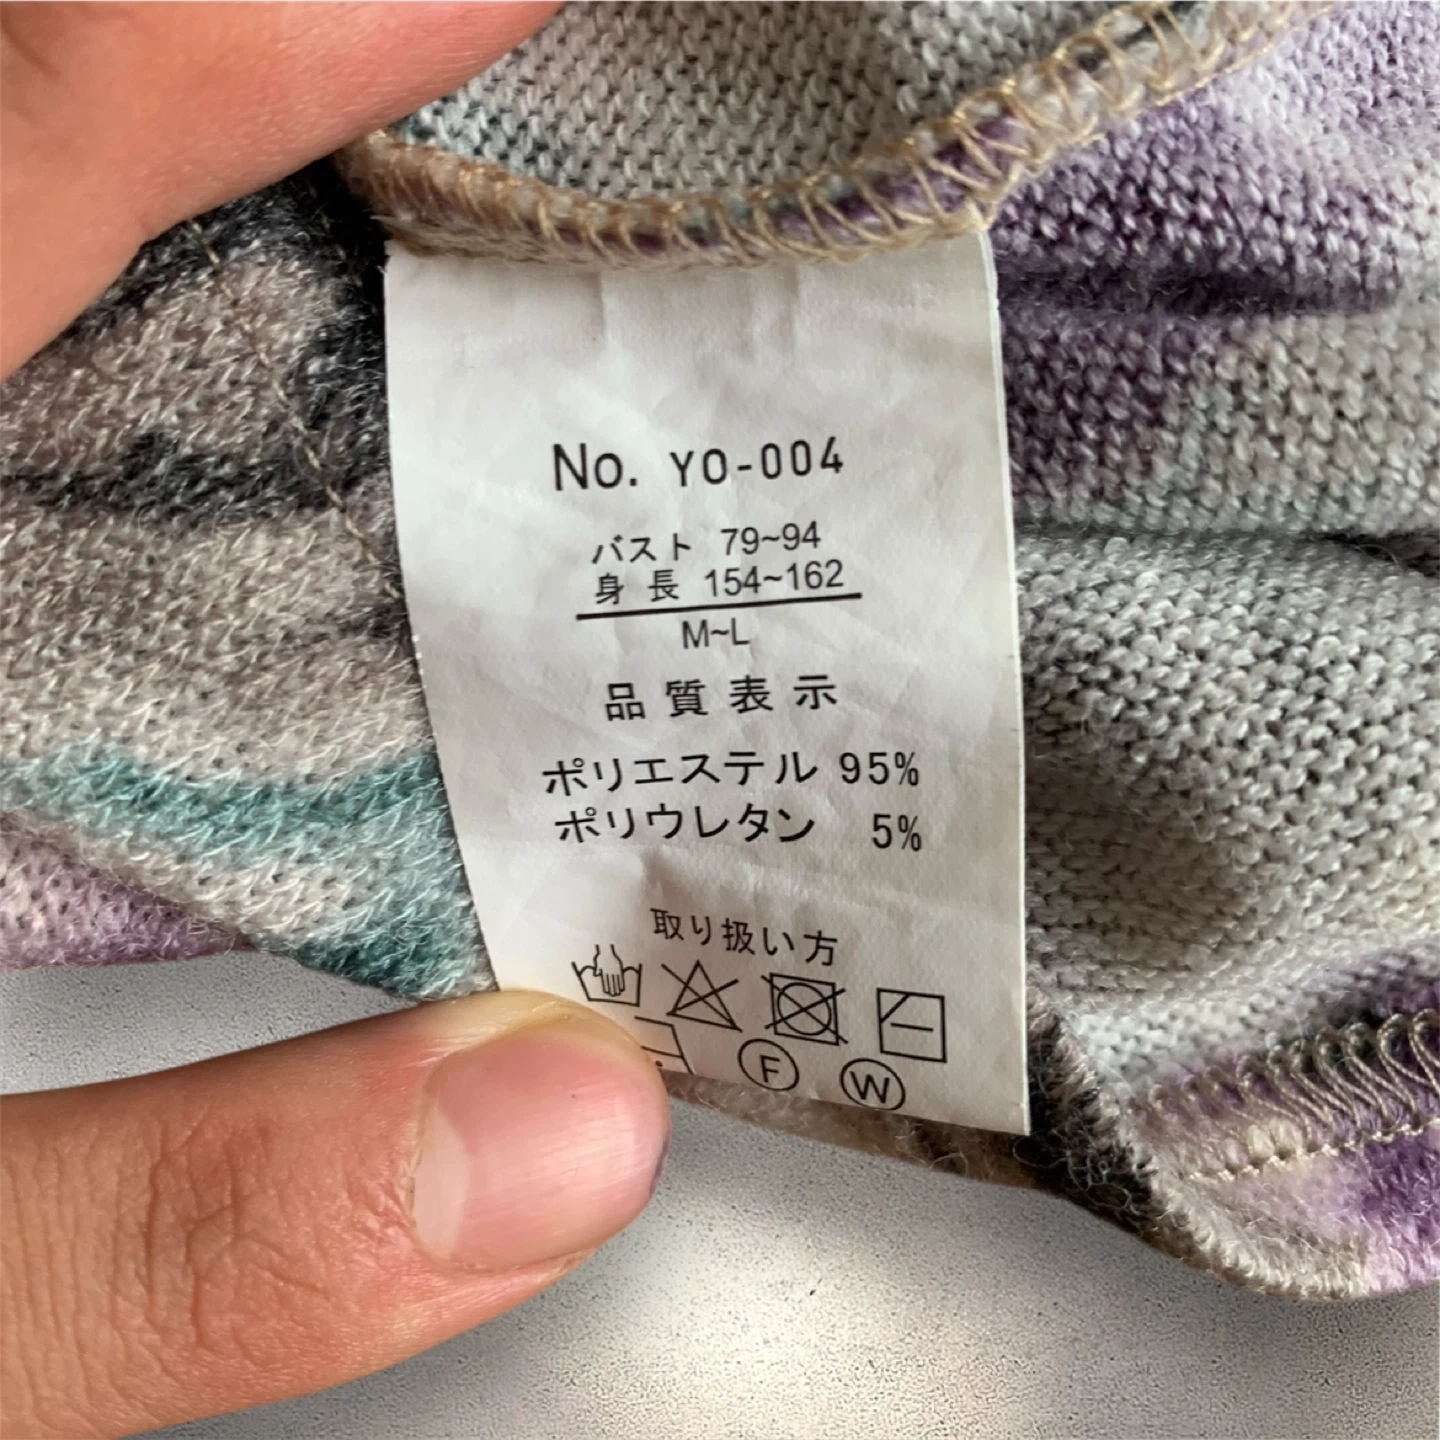 No. YO-004
バスト 79~94
身長 154~162
M~L
品質表示
ポリエステル 95%
ポリウレタン 5%
取り扱い方
F W